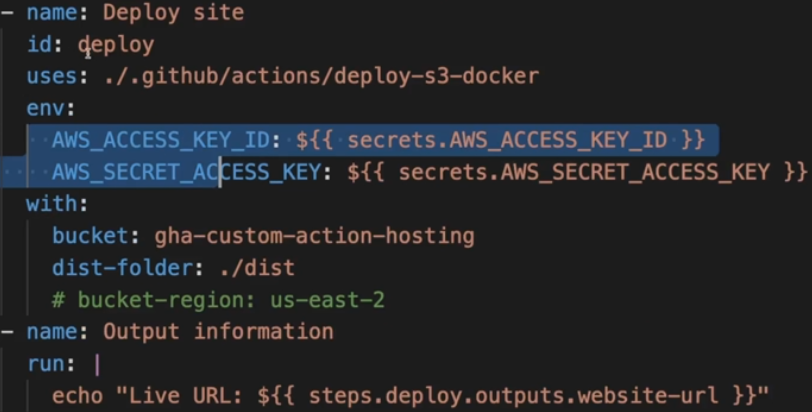 - name: Deploy site
id: deploy
uses: ./.github/actions/deploy-s3-docker
env:
AWS_ACCESS_KEY_ID: ${{ secrets.AWS_ACCESS_KEY_ID }}
AWS_SECRET_ACCESS_KEY: ${{ secrets.AWS_SECRET_ACCESS_KEY }}
with:
bucket: gha-custom-action-hosting
dist-folder: ./dist
# bucket-region: us-east-2
- name: Output information
run: |
echo "Live URL: ${{ steps.deploy.outputs.website-url }}"